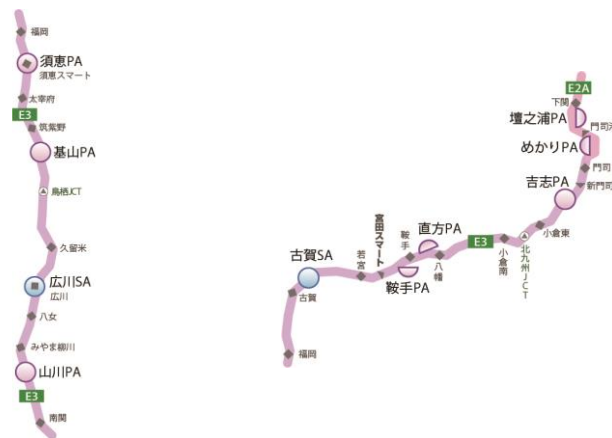 福岡
須恵PA
須恵スマート
太宰府
E3
筑紫野
基山PA
鳥栖JCT
久留米
広川SA
広川
八女
みやま柳川
山川PA
E3
南関
E2A
下関
壇之浦PA
門司
めかりPA
門司
吉志PA
新門司
小倉東
北九州JCT
小倉南
E3
八幡
直方PA
鞍手
鞍手PA
宮田スマート
若宮
古賀SA
古賀
福岡